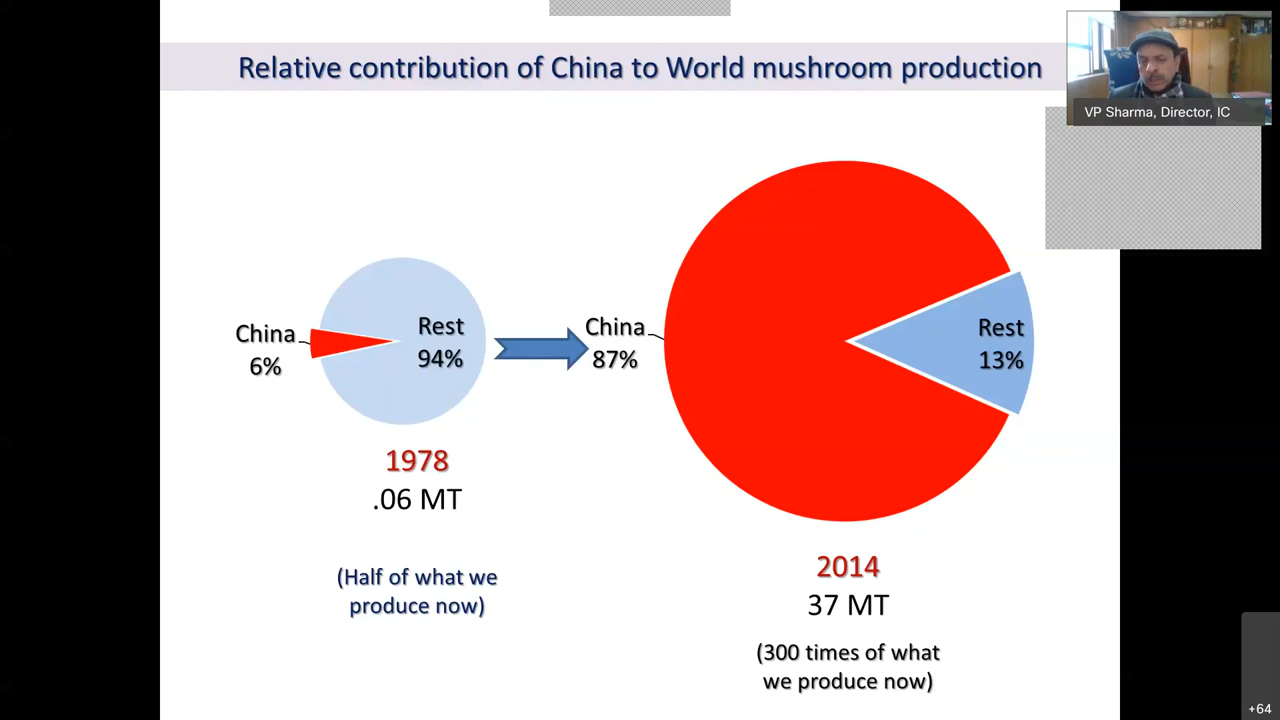 Relative contribution of China to World mushroom production
VP Sharma, Director, IC
China
6%
Rest
94%
China
87%
Rest
13%
1978
.06 MT
(Half of what we
produce now)
2014
37 MT
(300 times of what
we produce now)
+64